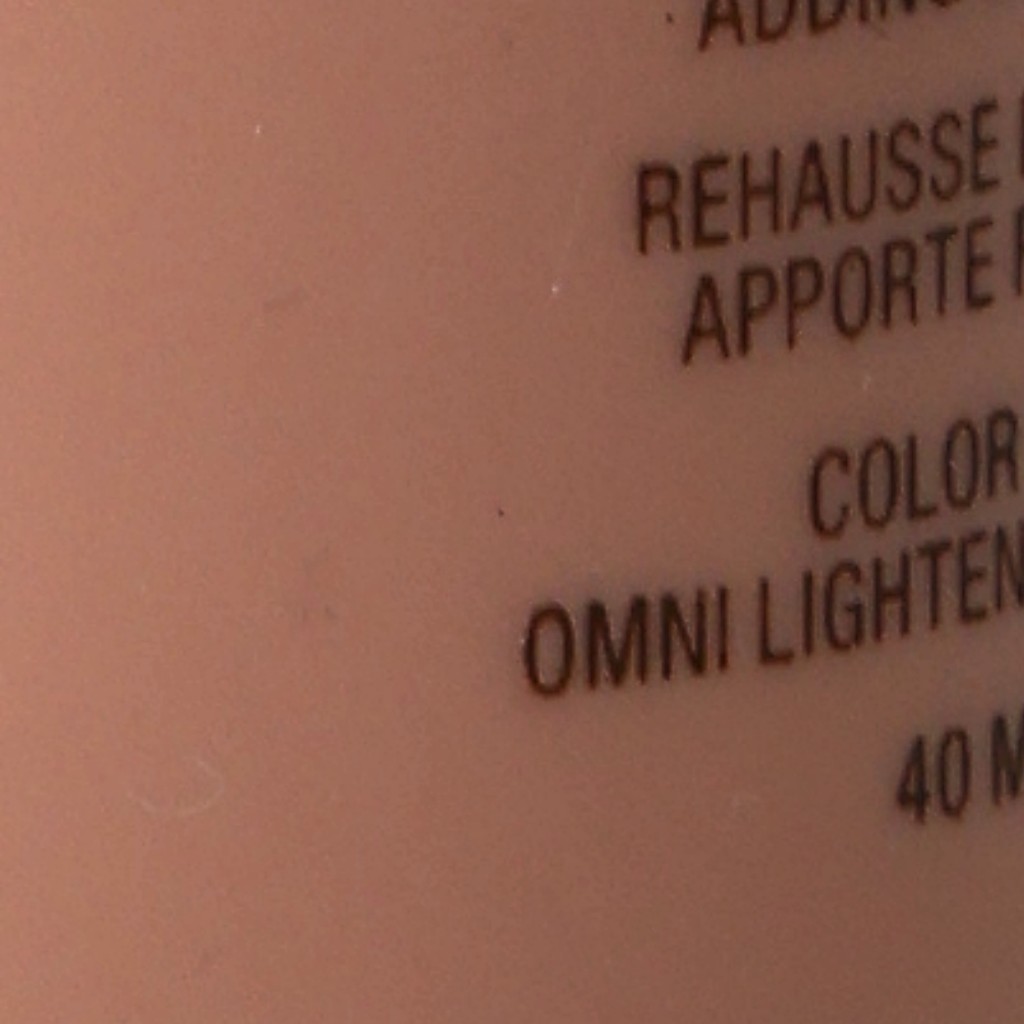 REHAUSSE
APPORTE
COLOR
OMNI LIGHTEN
40